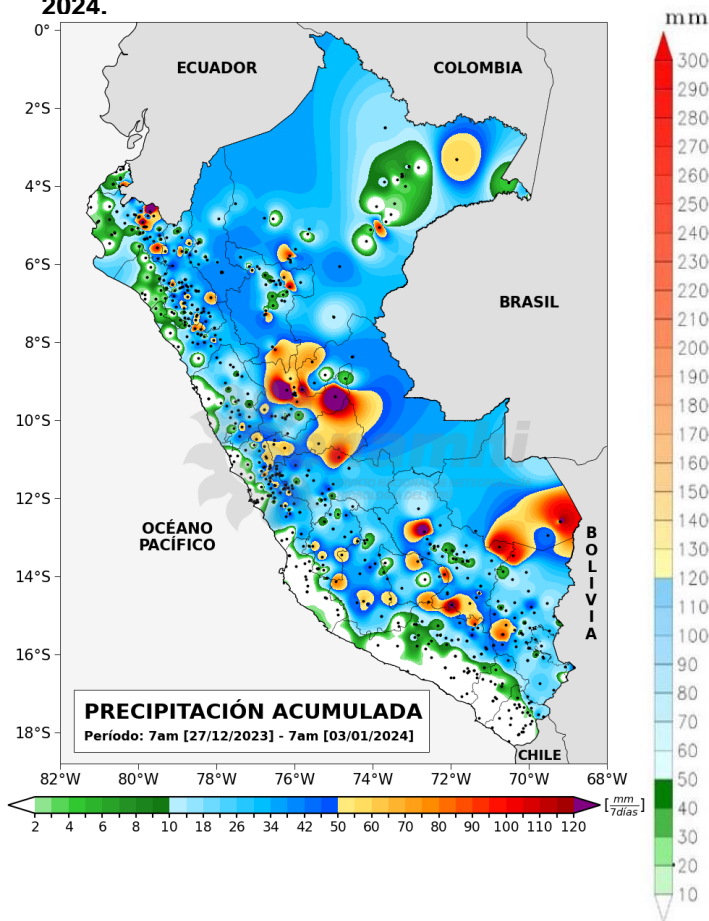 2024.
mm
0°
2°S
4°S
6°S
8°S
10°S
12°S
14°S
16°S
18°S
ECUADOR
COLOMBIA
BRASIL
OCÉANO
PACÍFICO
BOLIVIA
CHILE
PRECIPITACIÓN ACUMULADA
Período: 7am [27/12/2023] - 7am [03/01/2024]
82°W 80°W 78°W 76°W 74°W 72°W 70°W 68°W
2 4 6 8 10 18 26 34 42 50 60 70 80 90 100 110 120
[mm/7días]
300
290
280
270
260
250
240
230
220
210
200
190
180
170
160
150
140
130
120
110
100
90
80
70
60
50
40
30
20
10